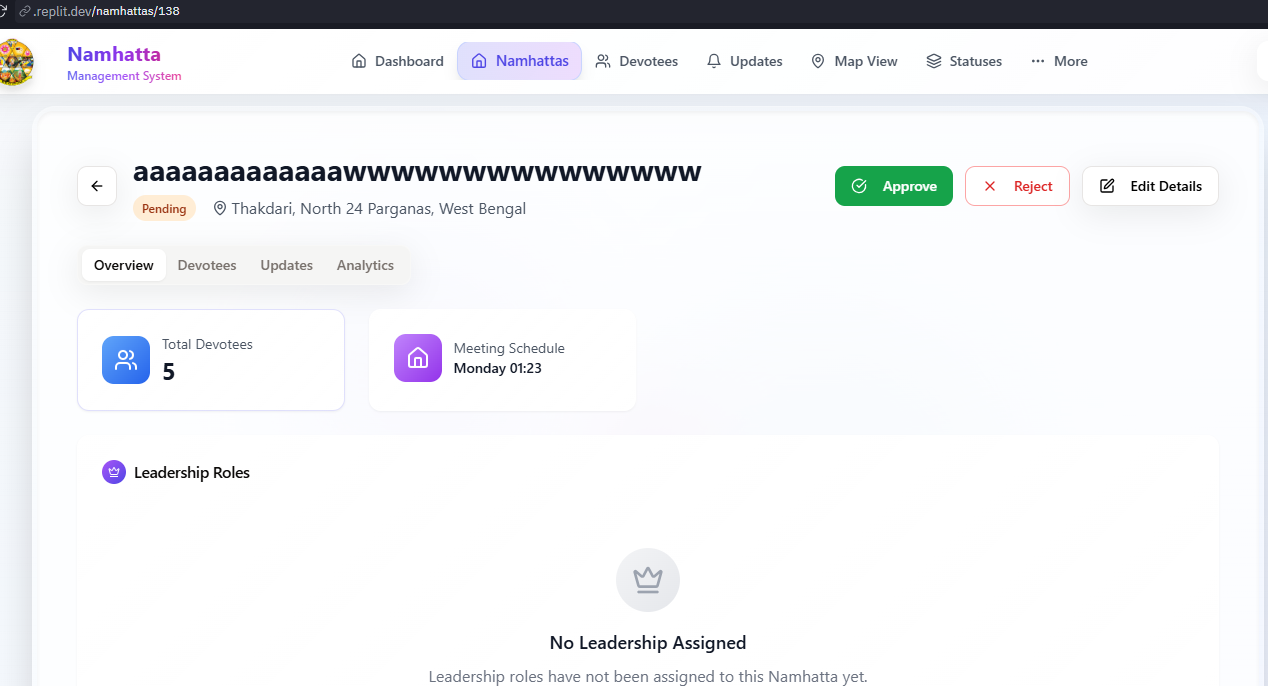 .replit.dev/namhattas/138
Namhatta
Management System
Dashboard
Namhattas
Devotees
Updates
Map View
Statuses
More
aaaaaaaaaaaaawwwwwwwwwwwwwwww
Approve
Reject
Edit Details
Pending
Thakdari, North 24 Parganas, West Bengal
Overview
Devotees
Updates
Analytics
Total Devotees
5
Meeting Schedule
Monday 01:23
Leadership Roles
No Leadership Assigned
Leadership roles have not been assigned to this Namhatta yet.